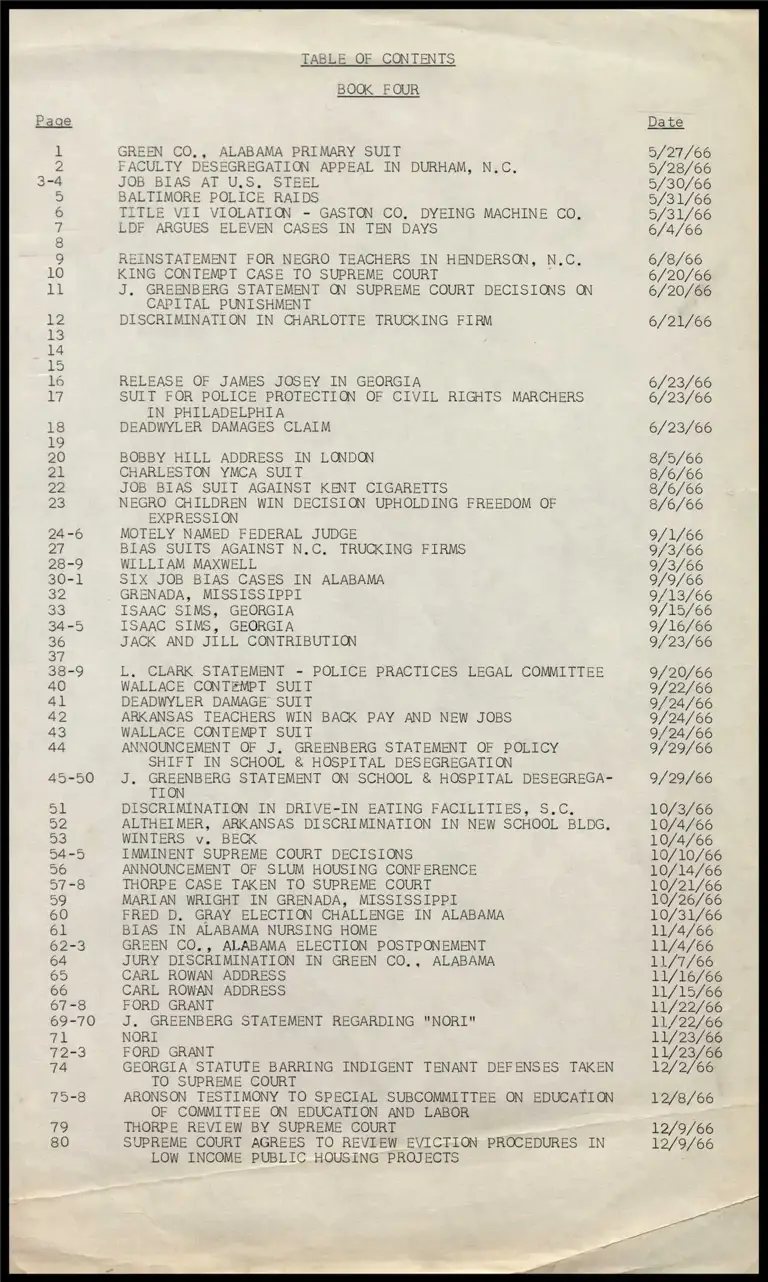 TABLE OF CONTENTS
BOOK FOUR
Page Date
1 GREEN CO., ALABAMA PRIMARY SUIT 5/27/66
2 FACULTY DESEGREGATION APPEAL IN DURHAM, N.C. 5/28/66
3-4 JOB BIAS AT U.S. STEEL 5/30/66
5 BALTIMORE POLICE RAIDS 5/31/66
6 TITLE VII VIOLATION - GASTON CO. DYEING MACHINE CO. 5/31/66
7 LDF ARGUES ELEVEN CASES IN TEN DAYS 6/4/66
8
9 REINSTATEMENT FOR NEGRO TEACHERS IN HENDERSON, N.C. 6/8/66
10 KING CONTEMPT CASE TO SUPREME COURT 6/20/66
11 J. GREENBERG STATEMENT ON SUPREME COURT DECISIONS ON 6/20/66
CAPITAL PUNISHMENT
12 DISCRIMINATION IN CHARLOTTE TRUCKING FIRM 6/21/66
13
14
15
16 RELEASE OF JAMES JOSEY IN GEORGIA 6/23/66
17 SUIT FOR POLICE PROTECTION OF CIVIL RIGHTS MARCHERS 6/23/66
IN PHILADELPHIA
18 DEADWYLER DAMAGES CLAIM 6/23/66
19
20 BOBBY HILL ADDRESS IN LONDON 8/5/66
21 CHARLESTON YMCA SUIT 8/6/66
22 JOB BIAS SUIT AGAINST KENT CIGARETTS 8/6/66
23 NEGRO CHILDREN WIN DECISION UPHOLDING FREEDOM OF 8/6/66
EXPRESSION
24-6 MOTELY NAMED FEDERAL JUDGE 9/1/66
27 BIAS SUITS AGAINST N.C. TRUCKING FIRMS 9/3/66
28-9 WILLIAM MAXWELL 9/3/66
30-1 SIX JOB BIAS CASES IN ALABAMA 9/9/66
32 GRENADA, MISSISSIPPI 9/13/66
33 ISAAC SIMS, GEORGIA 9/15/66
34-5 ISAAC SIMS, GEORGIA 9/16/66
36 JACK AND JILL CONTRIBUTION 9/23/66
37
38-9 L. CLARK STATEMENT - POLICE PRACTICES LEGAL COMMITTEE 9/20/66
40 WALLACE CONTEMPT SUIT 9/22/66
41 DEADWYLER DAMAGE SUIT 9/24/66
42 ARKANSAS TEACHERS WIN BACK PAY AND NEW JOBS 9/24/66
43 WALLACE CONTEMPT SUIT 9/24/66
44 ANNOUNCEMENT OF J. GREENBERG STATEMENT OF POLICY 9/29/66
SHIFT IN SCHOOL & HOSPITAL DESEGREGATION
45-50 J. GREENBERG STATEMENT ON SCHOOL & HOSPITAL DESEGREGA- 9/29/66
TION
51 DISCRIMINATION IN DRIVE-IN EATING FACILITIES, S.C. 10/3/66
52 ALTHEIMER, ARKANSAS DISCRIMINATION IN NEW SCHOOL BLDG. 10/4/66
53 WINTERS v. BECK 10/4/66
54-5 IMMINENT SUPREME COURT DECISIONS 10/10/66
56 ANNOUNCEMENT OF SLUM HOUSING CONFERENCE 10/14/66
57-8 THORPE CASE TAKEN TO SUPREME COURT 10/21/66
59 MARIAN WRIGHT IN GRENADA, MISSISSIPPI 10/26/66
60 FRED D. GRAY ELECTION CHALLENGE IN ALABAMA 10/31/66
61 BIAS IN ALABAMA NURSING HOME 11/4/66
62-3 GREEN CO., ALABAMA ELECTION POSTPONEMENT 11/4/66
64 JURY DISCRIMINATION IN GREEN CO., ALABAMA 11/7/66
65 CARL ROWAN ADDRESS 11/16/66
66 CARL ROWAN ADDRESS 11/15/66
67-8 FORD GRANT 11/22/66
69-70 J. GREENBERG STATEMENT REGARDING "NORI" 11/22/66
71 NORI 11/23/66
72-3 FORD GRANT 11/23/66
74 GEORGIA STATUTE BARRING INDIGENT TENANT DEFENSES TAKEN 12/2/66
TO SUPREME COURT
75-8 ARONSON TESTIMONY TO SPECIAL SUBCOMMITTEE ON EDUCATION 12/8/66
OF COMMITTEE ON EDUCATION AND LABOR
79 THORPE REVIEW BY SUPREME COURT 12/9/66
80 SUPREME COURT AGREES TO REVIEW EVICTION PROCEDURES IN 12/9/66
LOW INCOME PUBLIC HOUSING PROJECTS